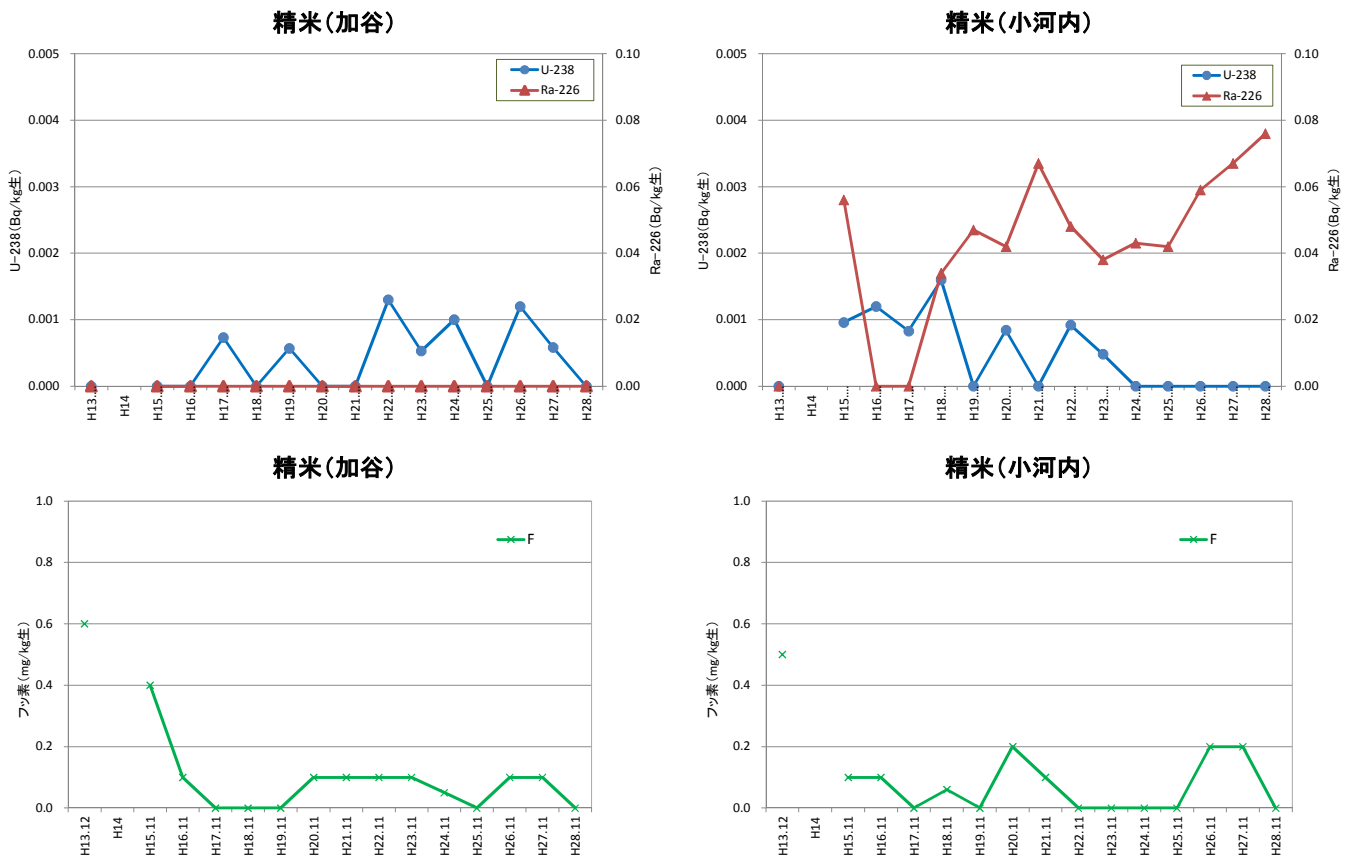 精米(加谷)
0.005
0.004
0.003
0.002
0.001
0.000
U-238(Bq/kg生)
0.10
0.08
0.06
0.04
0.02
0.00
Ra-226(Bq/kg生)
U-238
Ra-226
H13…
H14
H15…
H16…
H17…
H18…
H19…
H20…
H21…
H22…
H23…
H24…
H25…
H26…
H27…
H28…
精米(小河内)
0.005
0.004
0.003
0.002
0.001
0.000
U-238(Bq/kg生)
0.10
0.08
0.06
0.04
0.02
0.00
Ra-226(Bq/kg生)
U-238
Ra-226
H13…
H14
H15…
H16…
H17…
H18…
H19…
H20…
H21…
H22…
H23…
H24…
H25…
H26…
H27…
H28…
精米(加谷)
1.0
0.8
0.6
0.4
0.2
0.0
フッ素(mg/kg生)
F
H13.12
H14
H15.11
H16.11
H17.11
H18.11
H19.11
H20.11
H21.11
H22.11
H23.11
H24.11
H25.11
H26.11
H27.11
H28.11
精米(小河内)
1.0
0.8
0.6
0.4
0.2
0.0
フッ素(mg/kg生)
F
H13.12
H14
H15.11
H16.11
H17.11
H18.11
H19.11
H20.11
H21.11
H22.11
H23.11
H24.11
H25.11
H26.11
H27.11
H28.11